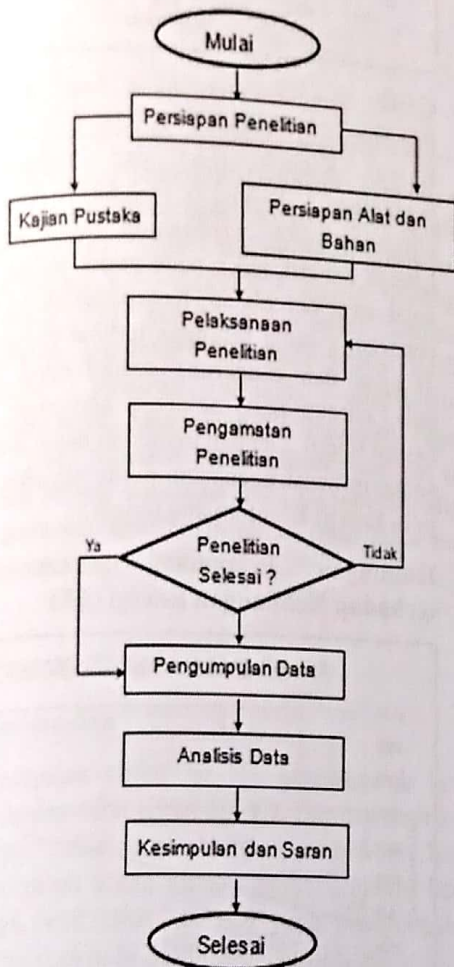 Mulai
Persiapan Penelitian
Kajian Pustaka
Persiapan Alat dan
Bahan
Pelaksanaan
Penelitian
Pengamatan
Penelitian
Ya
Penelitian
Selesai ?
Tidak
Pengumpulan Data
Analisis Data
Kesimpulan dan Saran
Selesai